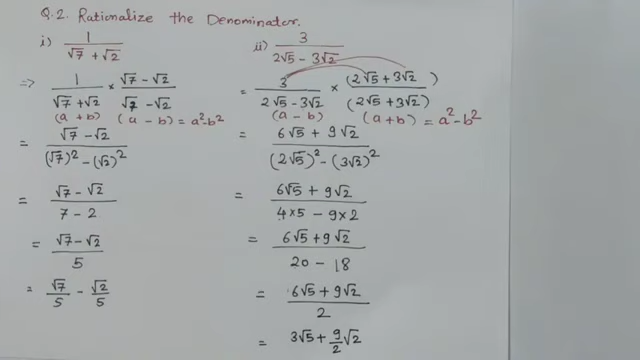 Q.2. Rationalize the Denominator.
i) 1 / (√7 + √2)
⇒ 1 / (√7 + √2) × (√7 − √2) / (√7 − √2)
(a + b) (a − b) = a² − b²
= (√7 − √2) / ((√7)² − (√2)²)
= (√7 − √2) / (7 − 2)
= (√7 − √2) / 5
= √7/5 − √2/5
ii) 3 / (2√5 − 3√2)
= 3 / (2√5 − 3√2) × (2√5 + 3√2) / (2√5 + 3√2)
(a − b) (a + b) = a² − b²
= (6√5 + 9√2) / ((2√5)² − (3√2)²)
= (6√5 + 9√2) / (4×5 − 9×2)
= (6√5 + 9√2) / (20 − 18)
= (6√5 + 9√2) / 2
= 3√5 + 9/2 √2